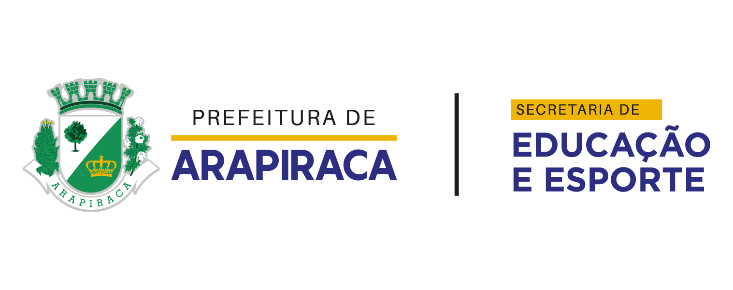 ARAPIRACA
PREFEITURA DE
ARAPIRACA
SECRETARIA DE
EDUCAÇÃO
E ESPORTE